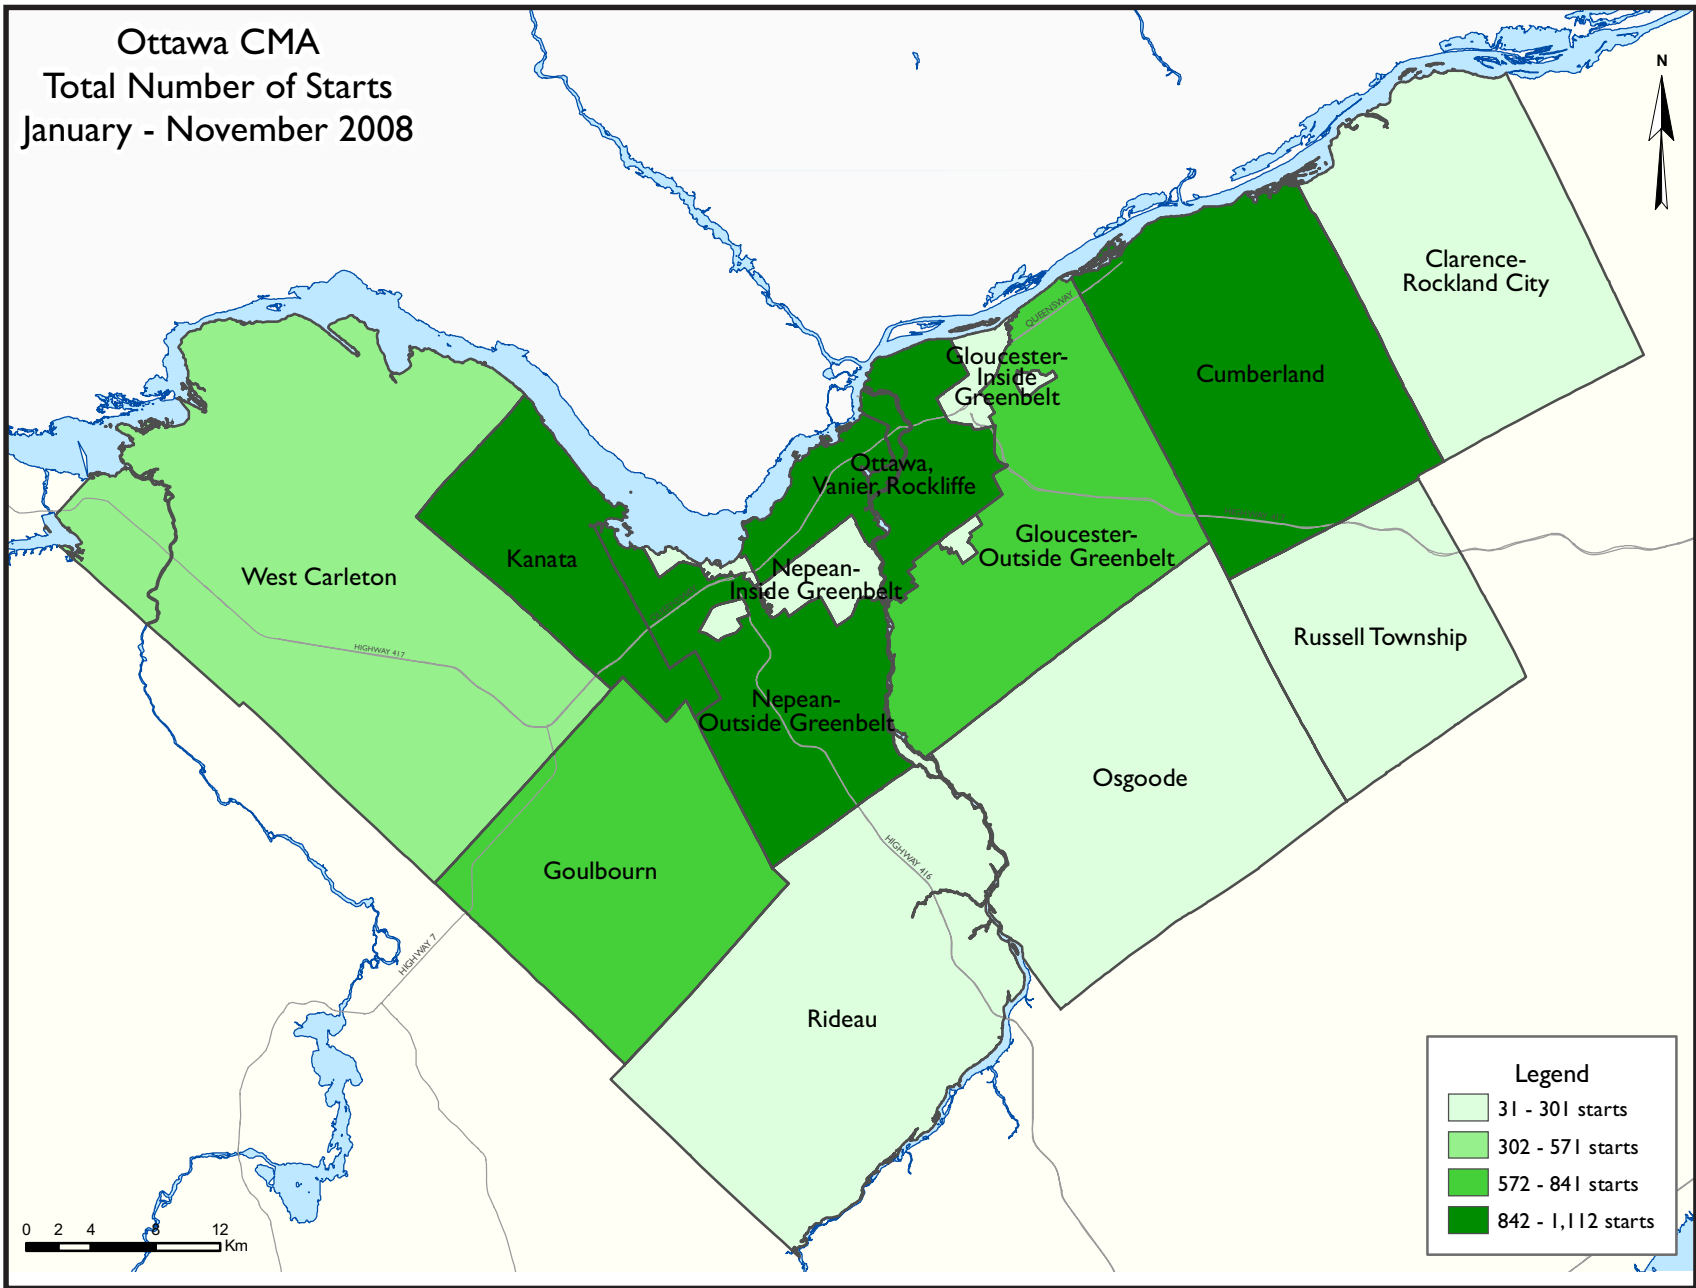 Ottawa CMA
Total Number of Starts
January - November 2008
N
Clarence-
Rockland City
QUEENSWAY
Gloucester-
Inside
Greenbelt
Cumberland
Ottawa,
Vanier, Rockliffe
Gloucester-
Outside Greenbelt
Kanata
West Carleton
Nepean-
Inside Greenbelt
HIGHWAY 417
Russell Township
Nepean-
Outside Greenbelt
Osgoode
Goulbourn
HIGHWAY 416
HIGHWAY 7
Rideau
Legend
31 - 301 starts
302 - 571 starts
572 - 841 starts
842 - 1,112 starts
0 2 4 8 12
Km